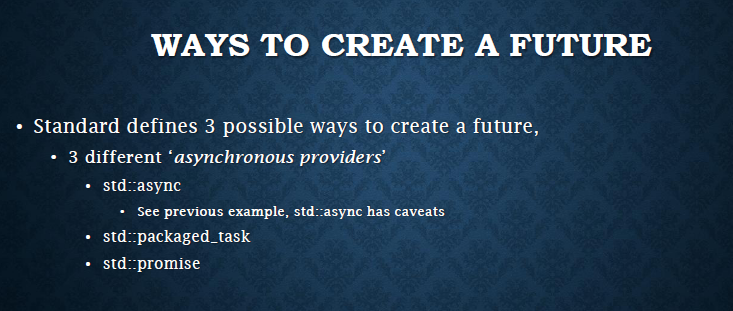 WAYS TO CREATE A FUTURE
• Standard defines 3 possible ways to create a future,
• 3 different ‘asynchronous providers’
• std::async
• See previous example, std::async has caveats
• std::packaged_task
• std::promise